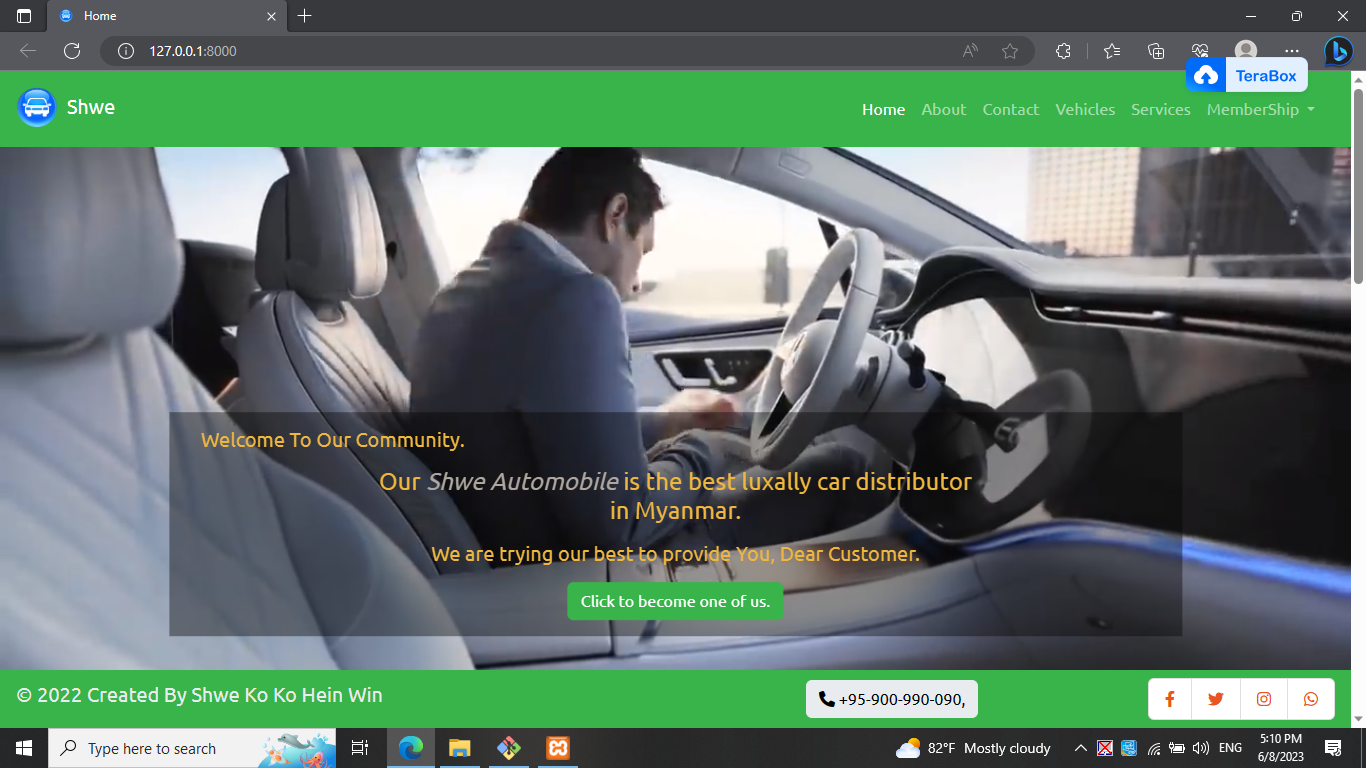 Home
127.0.0.1:8000
TeraBox
Shwe
Home About Contact Vehicles Services MemberShip
Welcome To Our Community.
Our Shwe Automobile is the best luxally car distributor
in Myanmar.
We are trying our best to provide You, Dear Customer.
Click to become one of us.
© 2022 Created By Shwe Ko Ko Hein Win
+95-900-990-090,
Type here to search
82°F Mostly cloudy
ENG
5:10 PM
6/8/2023